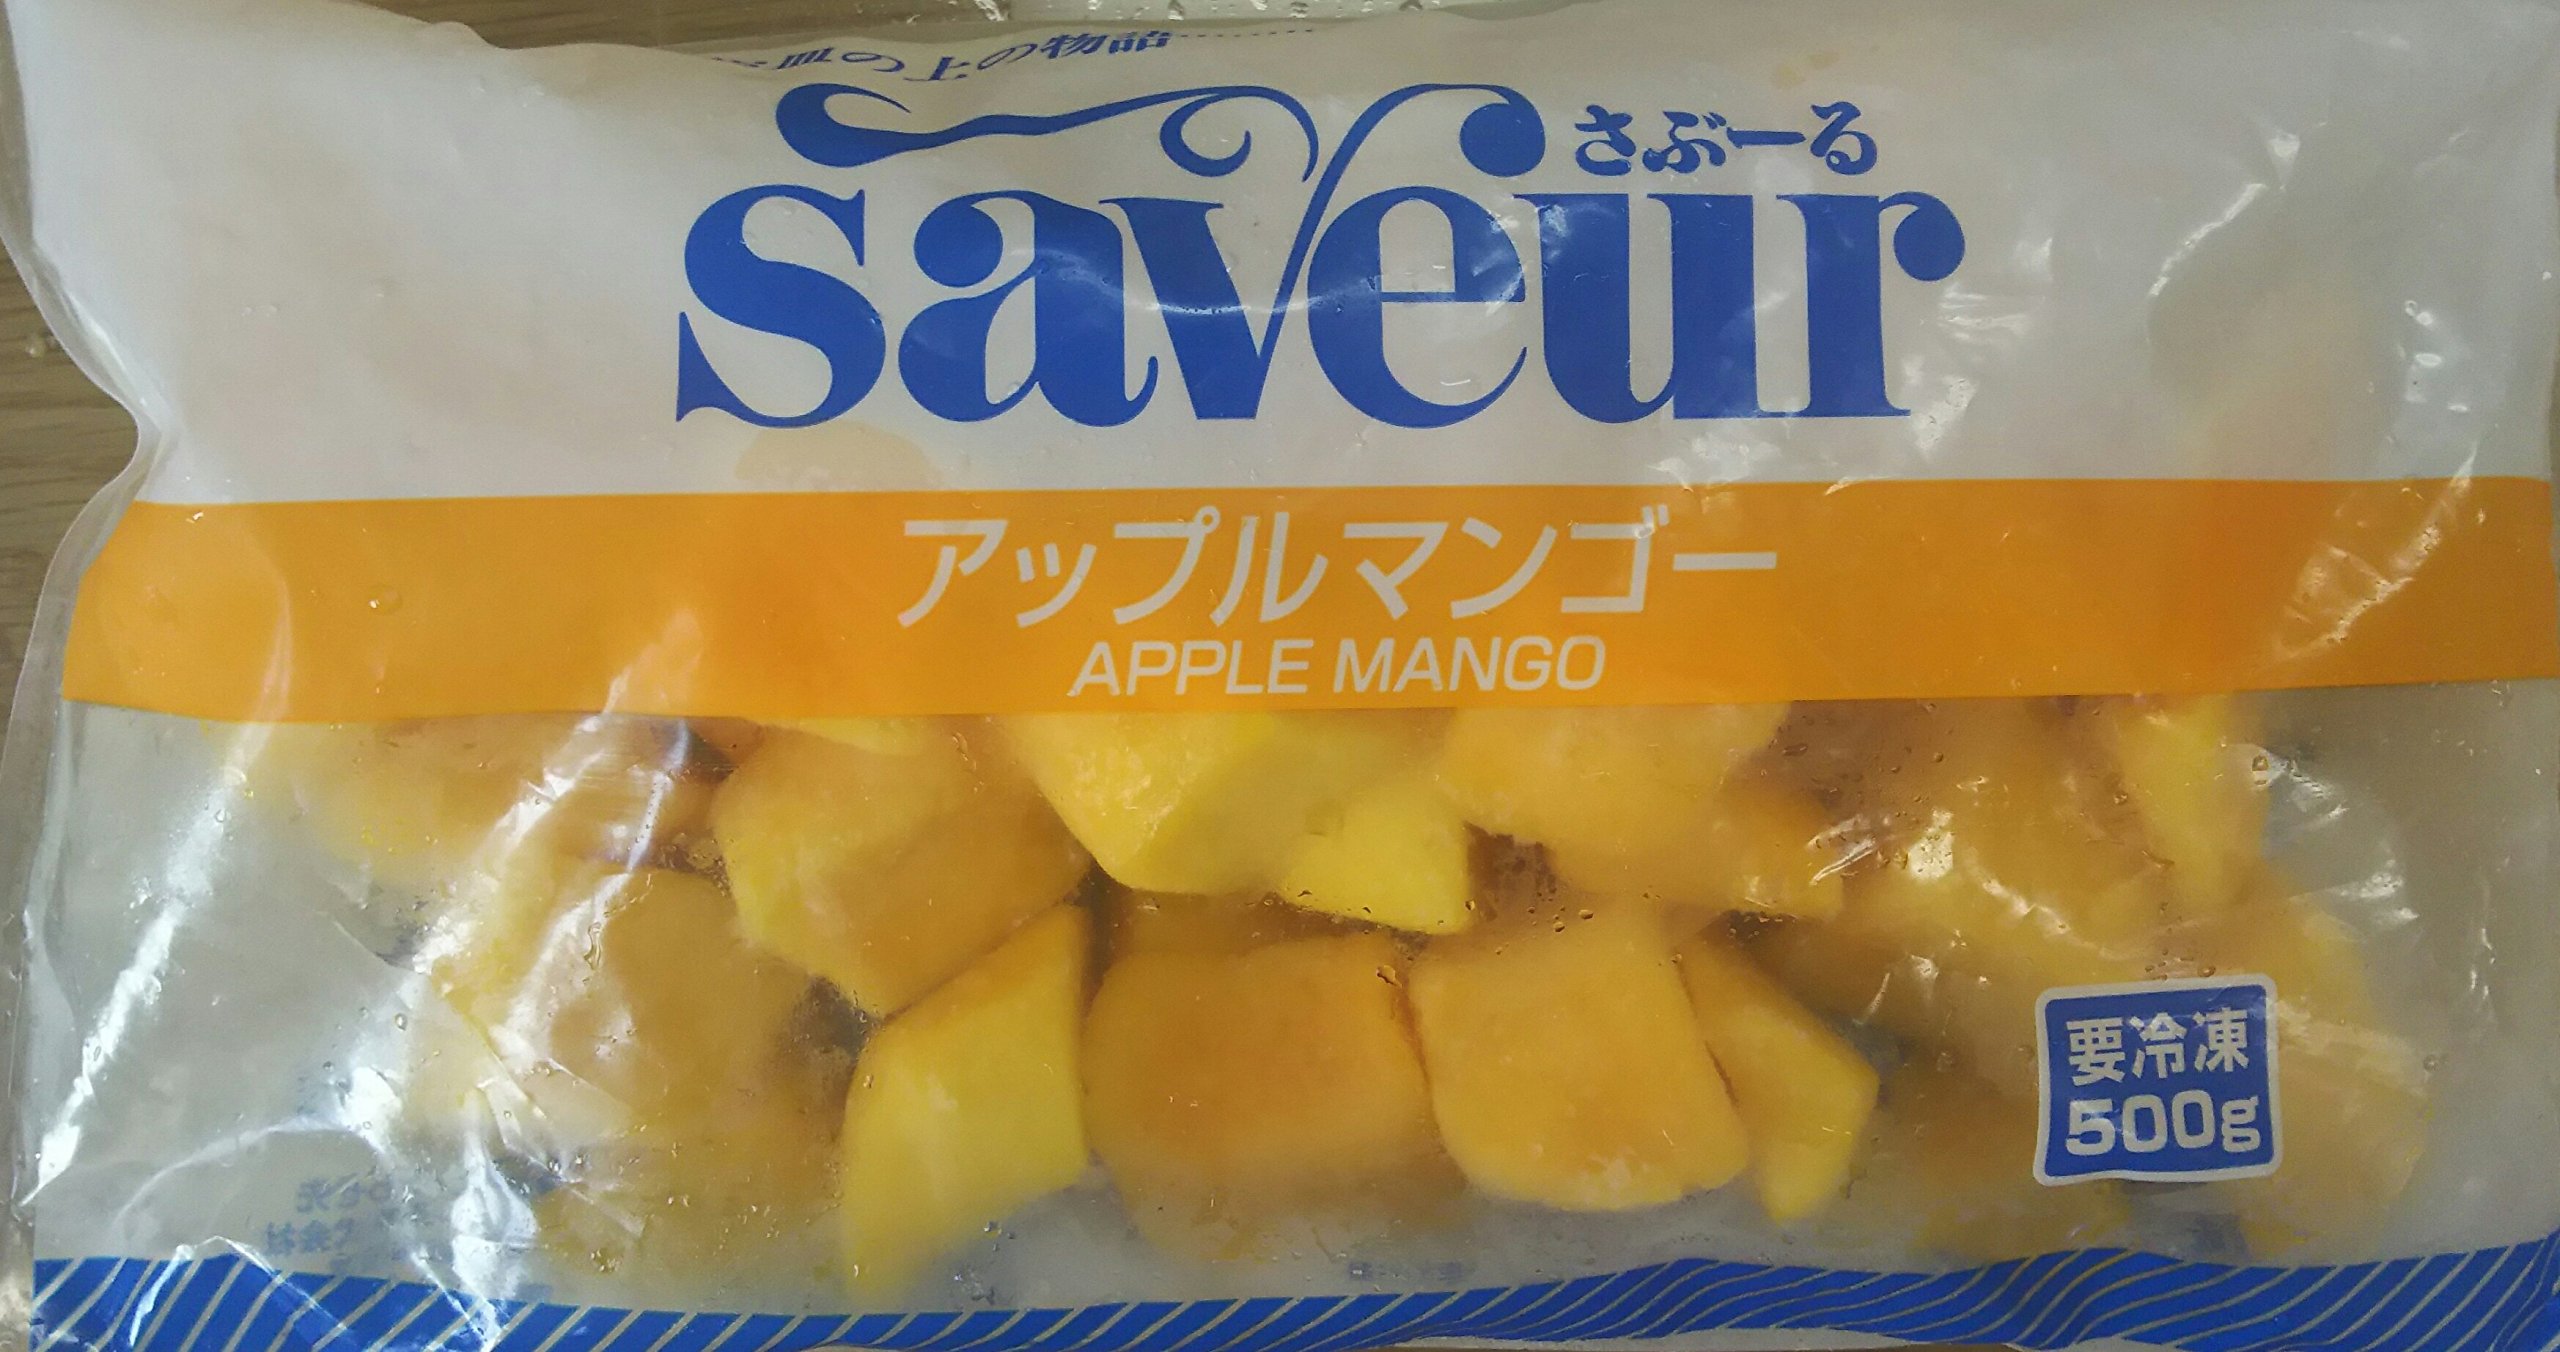 皿の上の物語………
さぶーる
saveur
アップルマンゴー
APPLE MANGO
要冷凍
500g